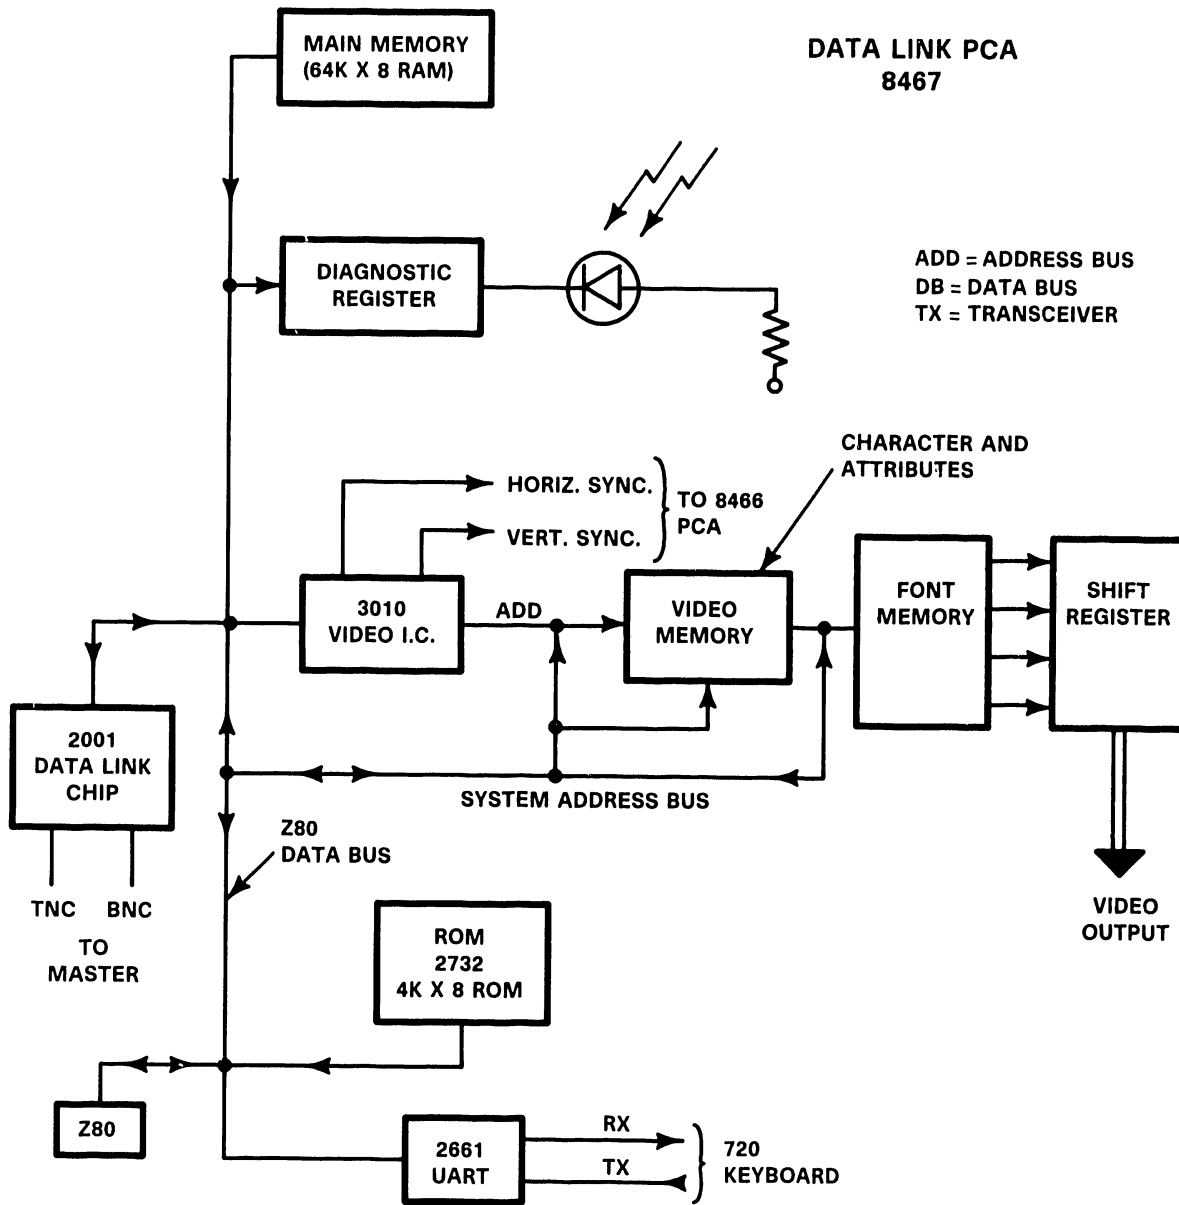 MAIN MEMORY
(64K X 8 RAM)
DATA LINK PCA
8467
DIAGNOSTIC
REGISTER
ADD = ADDRESS BUS
DB = DATA BUS
TX = TRANSCEIVER
CHARACTER AND
ATTRIBUTES
HORIZ. SYNC.
VERT. SYNC.
TO 8466
PCA
3010
VIDEO I.C.
ADD
VIDEO
MEMORY
FONT
MEMORY
SHIFT
REGISTER
2001
DATA LINK
CHIP
SYSTEM ADDRESS BUS
Z80
DATA BUS
TNC BNC
TO
MASTER
ROM
2732
4K X 8 ROM
VIDEO
OUTPUT
Z80
2661
UART
RX
TX
720
KEYBOARD